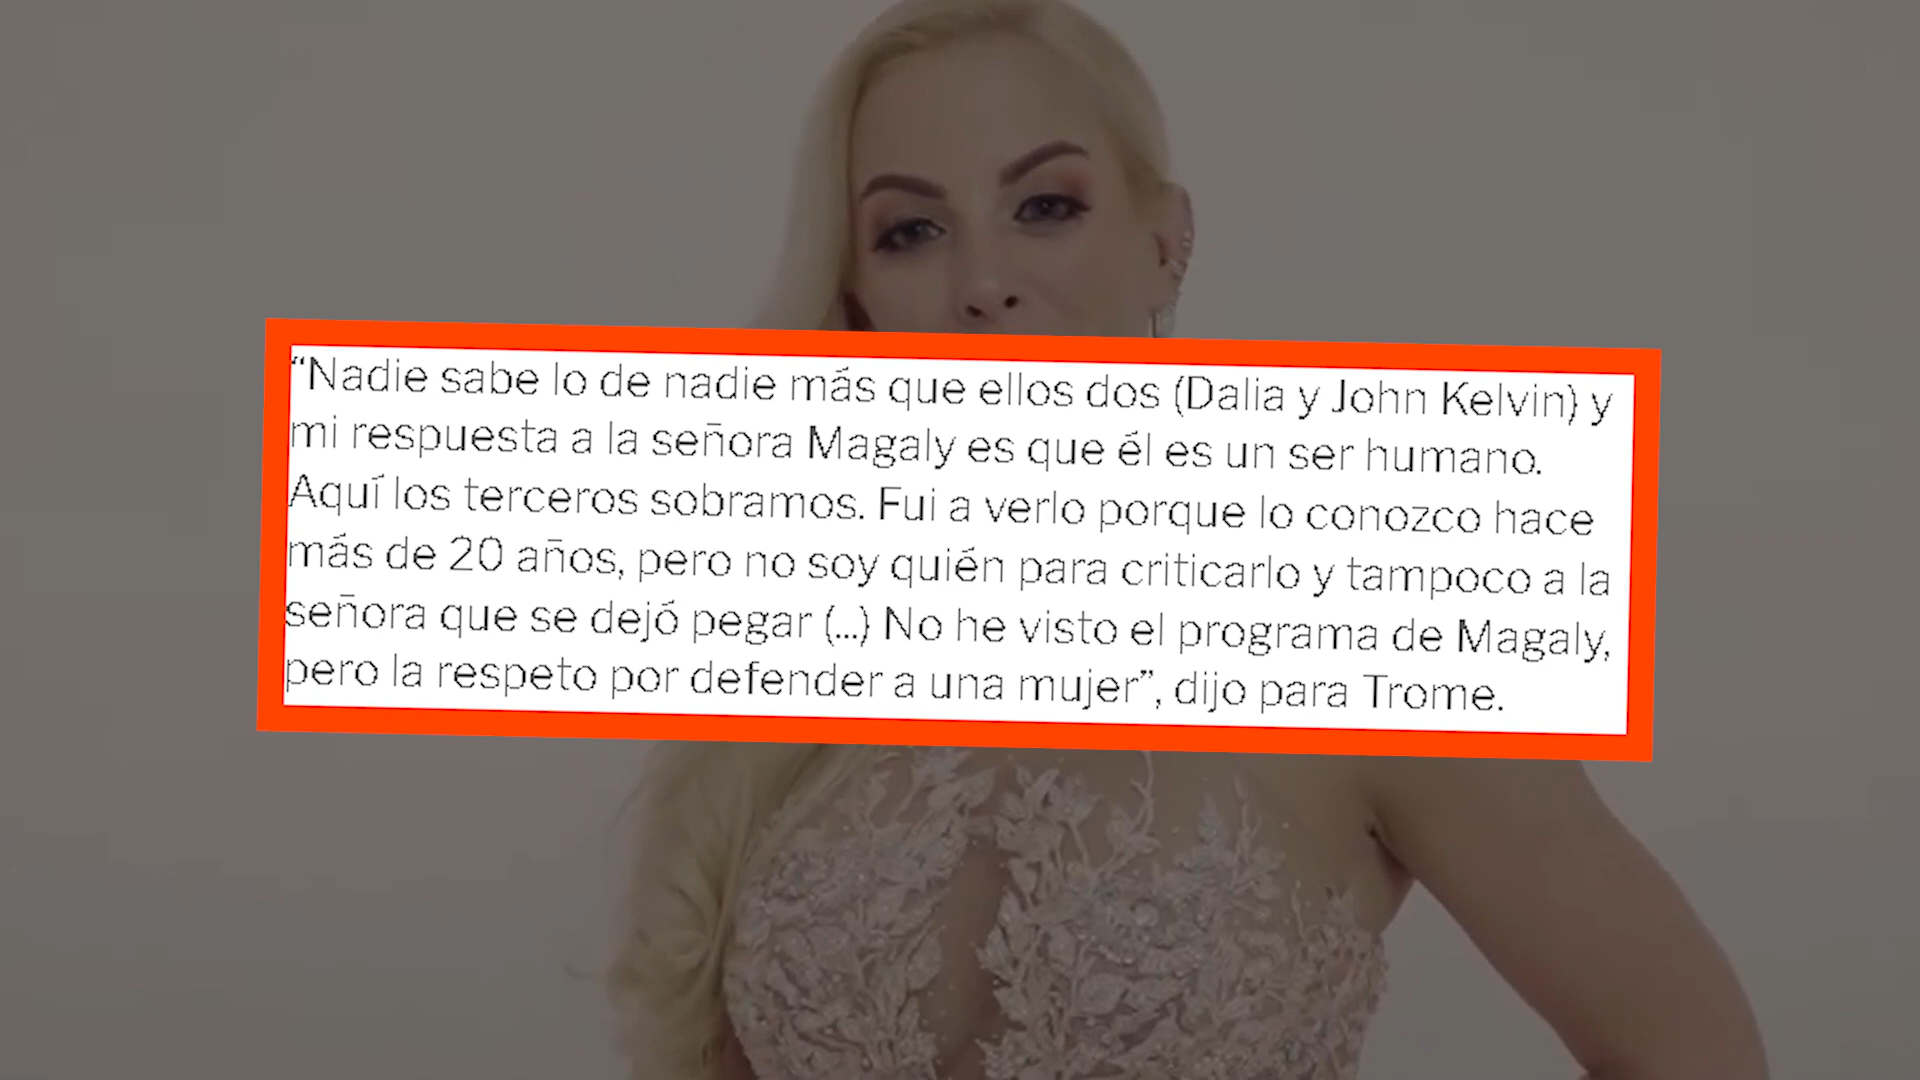 “Nadie sabe lo de nadie más que ellos dos (Dalia y John Kelvin) y
mi respuesta a la señora Magaly es que él es un ser humano.
Aquí los terceros sobramos. Fui a verlo porque lo conozco hace
más de 20 años, pero no soy quién para criticarlo y tampoco a la
señora que se dejó pegar (...) No he visto el programa de Magaly,
pero la respeto por defender a una mujer”, dijo para Trome.